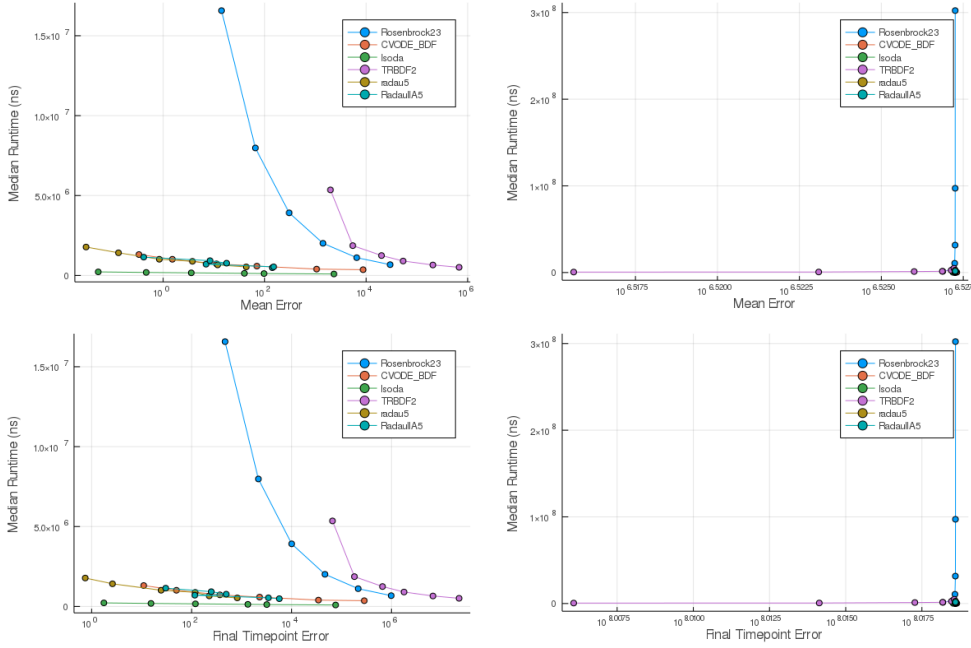 Median Runtime (ns)
1.5×10 ⁷
1.0×10 ⁷
5.0×10 ⁶
0
10 ⁰
10 ²
10 ⁴
10 ⁶
Mean Error
Rosenbrock23
CVODE_BDF
lsoda
TRBDF2
radau5
RadauIIA5
Median Runtime (ns)
3×10 ⁸
2×10 ⁸
1×10 ⁸
0
10 ⁶·⁵¹⁷⁵
10 ⁶·⁵²⁰⁰
10 ⁶·⁵²²⁵
10 ⁶·⁵²⁵⁰
Mean Error
Rosenbrock23
CVODE_BDF
lsoda
TRBDF2
radau5
RadauIIA5
Median Runtime (ns)
1.5×10 ⁷
1.0×10 ⁷
5.0×10 ⁶
0
10 ⁰
10 ²
10 ⁴
10 ⁶
Final Timepoint Error
Rosenbrock23
CVODE_BDF
lsoda
TRBDF2
radau5
RadauIIA5
Median Runtime (ns)
3×10 ⁸
2×10 ⁸
1×10 ⁸
0
10 ⁸·⁰⁰⁷⁵
10 ⁸·⁰¹⁰⁰
10 ⁸·⁰¹²⁵
10 ⁸·⁰¹⁵⁰
10 ⁸·⁰¹⁷⁵
Final Timepoint Error
Rosenbrock23
CVODE_BDF
lsoda
TRBDF2
radau5
RadauIIA5